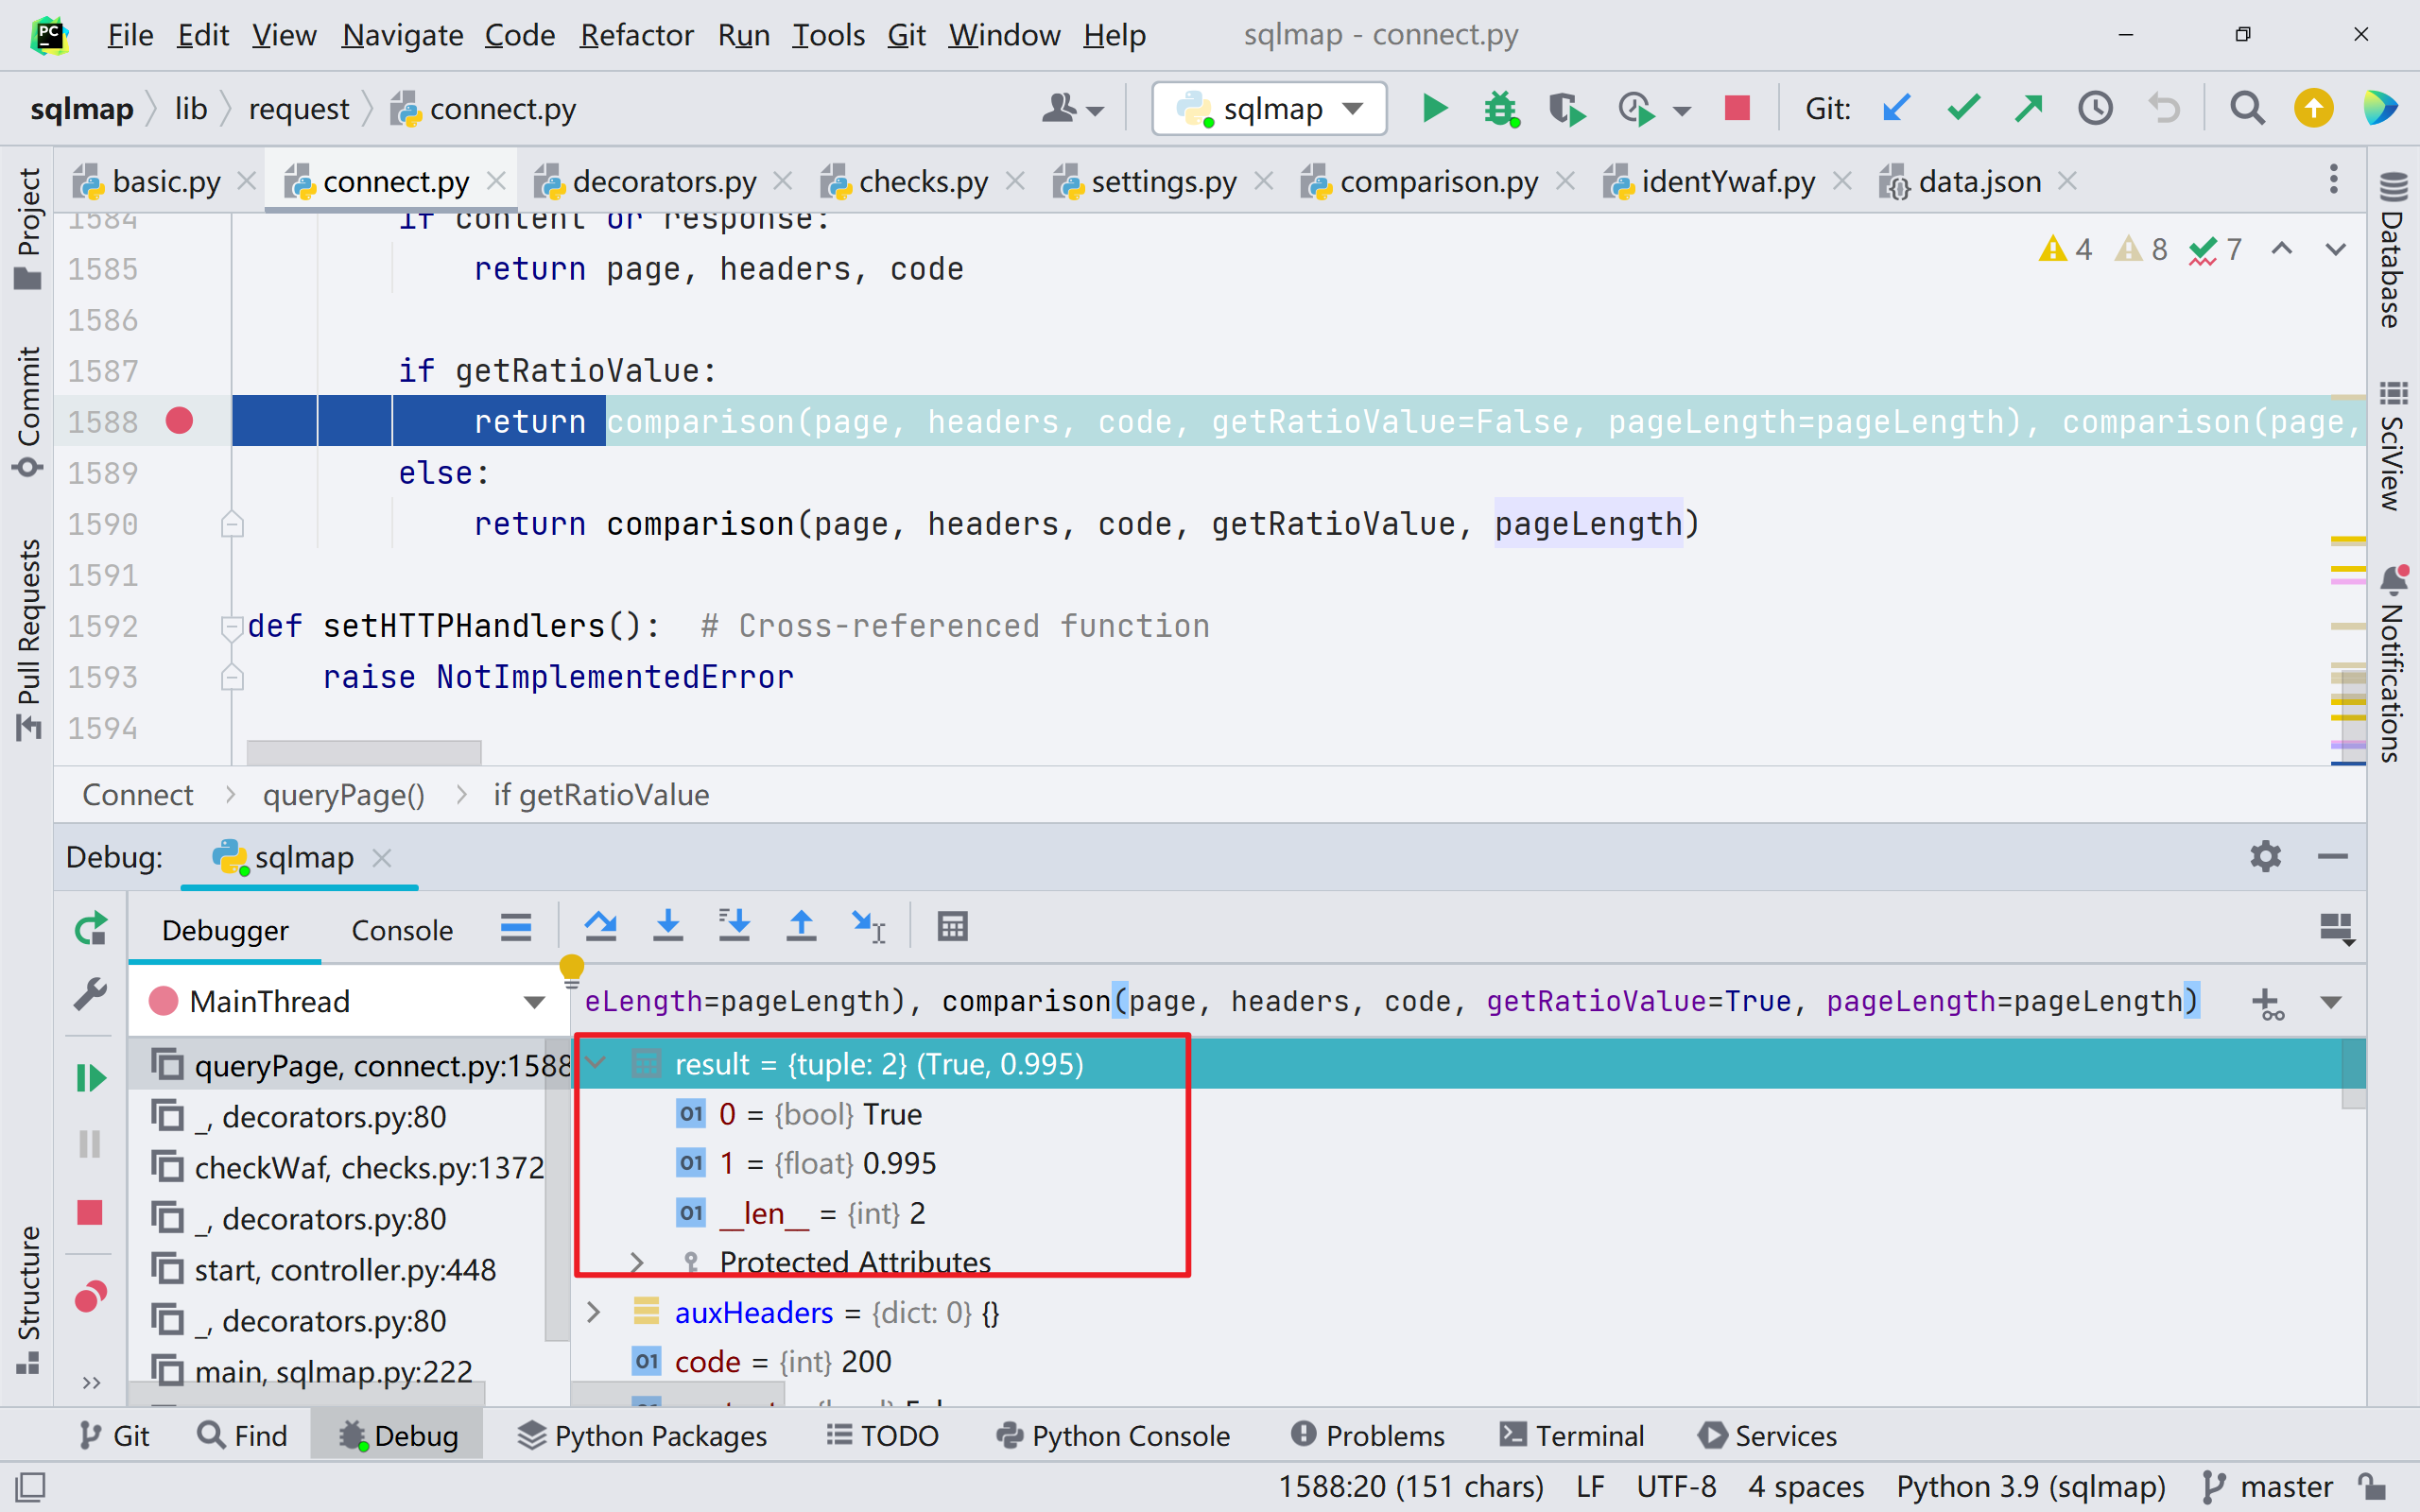 PC
File Edit View Navigate Code Refactor Run Tools Git Window Help
sqlmap - connect.py
sqlmap lib request connect.py
sqlmap
Git:
basic.py connect.py decorators.py checks.py settings.py comparison.py identYwaf.py data.json
Project
Commit
Pull Requests
Structure
Database
SciView
Notifications
4 8 7
1584 if content or response:
1585 return page, headers, code
1586
1587 if getRatioValue:
1588 return comparison(page, headers, code, getRatioValue=False, pageLength=pageLength), comparison(page,
1589 else:
1590 return comparison(page, headers, code, getRatioValue, pageLength)
1591
1592 def setHTTPHandlers():  # Cross-referenced function
1593 raise NotImplementedError
1594
Connect > queryPage() > if getRatioValue
Debug: sqlmap
Debugger Console
MainThread
eLength=pageLength), comparison(page, headers, code, getRatioValue=True, pageLength=pageLength)
queryPage, connect.py:1588
_, decorators.py:80
checkWaf, checks.py:1372
_, decorators.py:80
start, controller.py:448
_, decorators.py:80
main, sqlmap.py:222
result = {tuple: 2} (True, 0.995)
01 0 = {bool} True
01 1 = {float} 0.995
01 __len__ = {int} 2
Protected Attributes
auxHeaders = {dict: 0} {}
01 code = {int} 200
Git Find Debug Python Packages TODO Python Console Problems Terminal Services
1588:20 (151 chars) LF UTF-8 4 spaces Python 3.9 (sqlmap) master